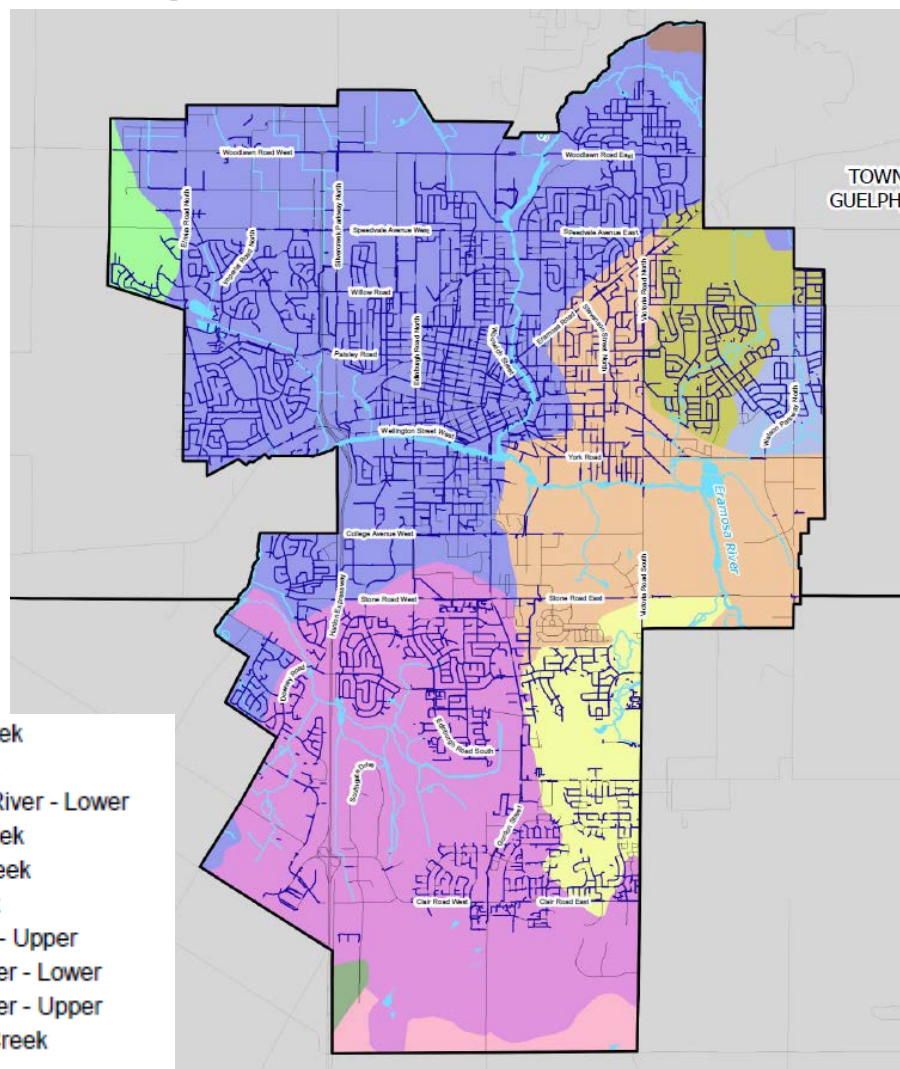 Woodlawn Road West
Woodlawn Road East
TOWN
GUELPH
Elmira Road North
Imperial Road North
Silvercreek Parkway North
Speedvale Avenue West
Speedvale Avenue East
Willow Road
Edinburgh Road North
Paisley Road
Woolwich Street
Eramosa Road
Stevenson Street North
Victoria Road North
Watson Parkway North
Wellington Street West
York Road
Eramosa River
College Avenue West
Hanlon Expressway
Stone Road West
Stone Road East
Victoria Road South
Downey Road
Edinburgh Road South
Southgate Drive
Gordon Street
Clair Road West
Clair Road East
ek
River - Lower
ek
eek
- Upper
er - Lower
er - Upper
Creek